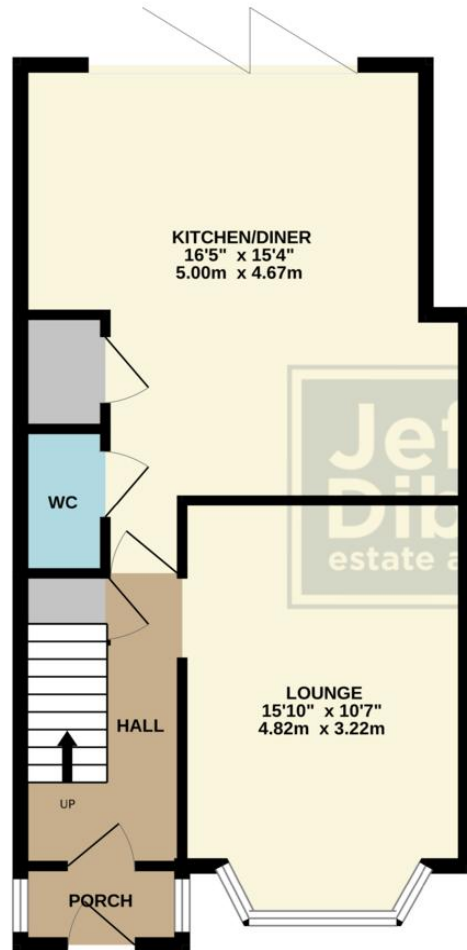 KITCHEN/DINER
16'5" x 15'4"
5.00m x 4.67m
WC
estate
LOUNGE
15'10" x 10'7"
4.82m x 3.22m
HALL
UP
PORCH